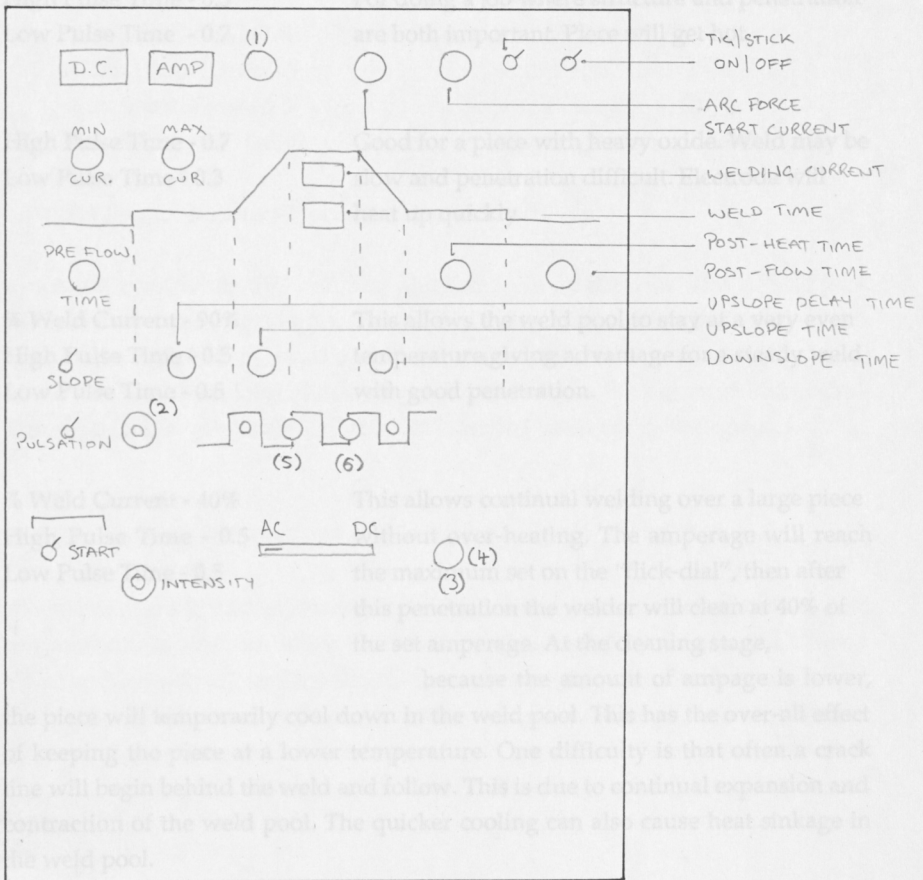 (1)
TIG/STICK
D.C. AMP
ON/OFF
ARC FORCE
START CURRENT
MIN MAX
CUR. CUR.
WELDING CURRENT
WELD TIME
PRE FLOW
TIME
POST-HEAT TIME
POST-FLOW TIME
UPSLOPE DELAY TIME
UPSLOPE TIME
DOWNSLOPE TIME
SLOPE
(2)
PULSATION
(5) (6)
AC DC
START
(4)
(3)
INTENSITY
Low Pulse Time - 0.2
are both important. Piece will get hot
High Pulse Time - 0.7
Good for a piece with heavy oxide. Weld may be
Low Pulse Time
and penetration difficult. Electrode will
heat up quickly
% Weld Current - 90%
This allows the weld pool to stay at a very even
High Pulse Time - 0.5
temperature giving advantage for
Low Pulse Time - 0.5
with good penetration.
% Weld Current - 40%
This allows continual welding over a large piece
High Pulse Time - 0.5
without over-heating. The amperage will reach
Low Pulse Time
the maximum set on the "flick-dial", then after
this penetration the welder will clean at 40% of
the set amperage. At the cleaning stage,
because the amount of ampage is lower,
the piece will temporarily cool down in the weld pool. This has the over-all effect
of keeping the piece at a lower temperature. One difficulty is that often a crack
line will begin behind the weld and follow. This is due to continual expansion and
contraction of the weld pool. The quicker cooling can also cause heat sinkage in
the weld pool.